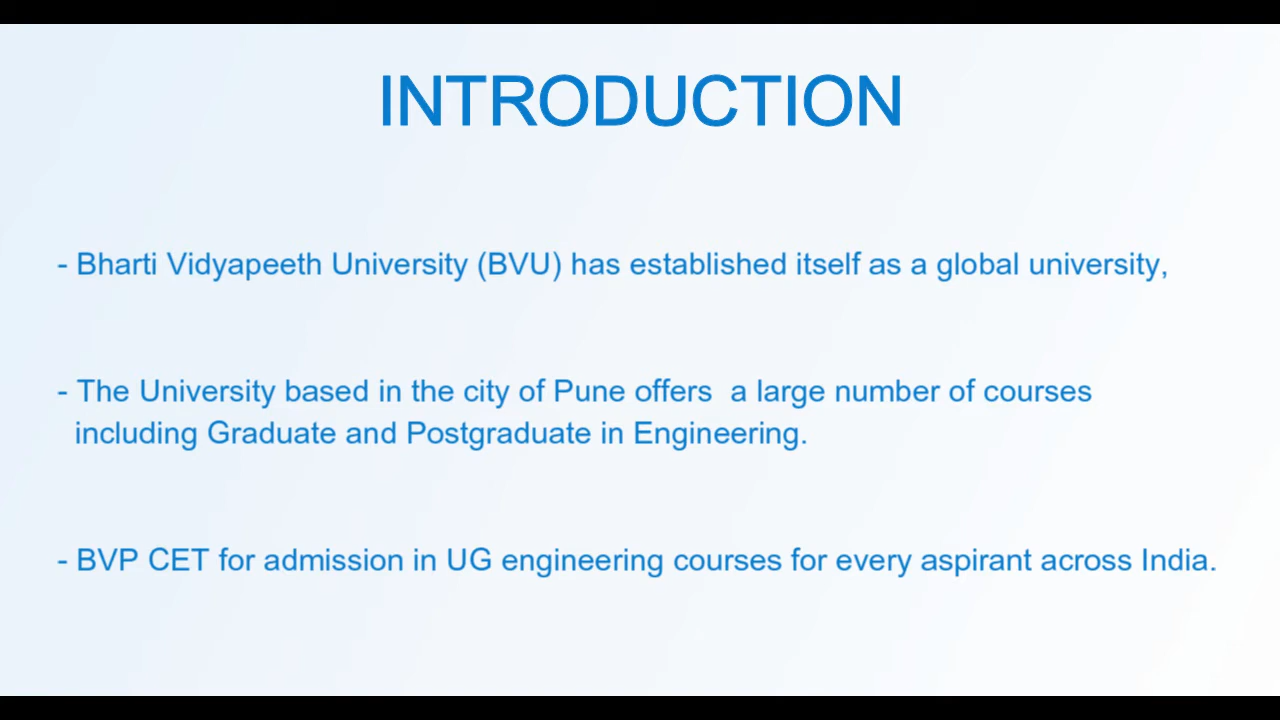 INTRODUCTION
- Bharti Vidyapeeth University (BVU) has established itself as a global university,
- The University based in the city of Pune offers  a large number of courses
including Graduate and Postgraduate in Engineering.
- BVP CET for admission in UG engineering courses for every aspirant across India.